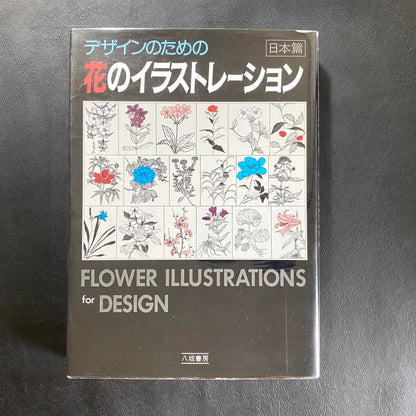 デザインのための
日本篇
花のイラストレーション
FLOWER ILLUSTRATIONS
for DESIGN
八坂書房